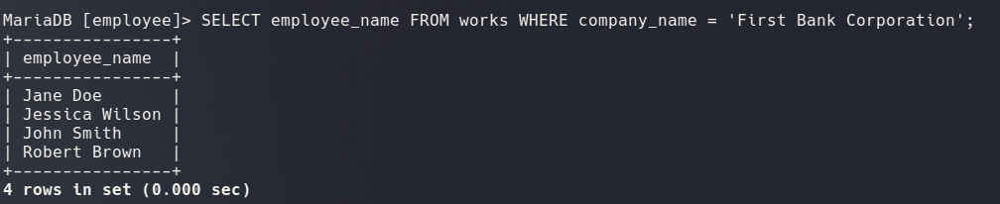 MariaDB [employee]> SELECT employee_name FROM works WHERE company_name = 'First Bank Corporation';
+----------------+
| employee_name  |
+----------------+
| Jane Doe       |
| Jessica Wilson |
| John Smith     |
| Robert Brown   |
+----------------+
4 rows in set (0.000 sec)